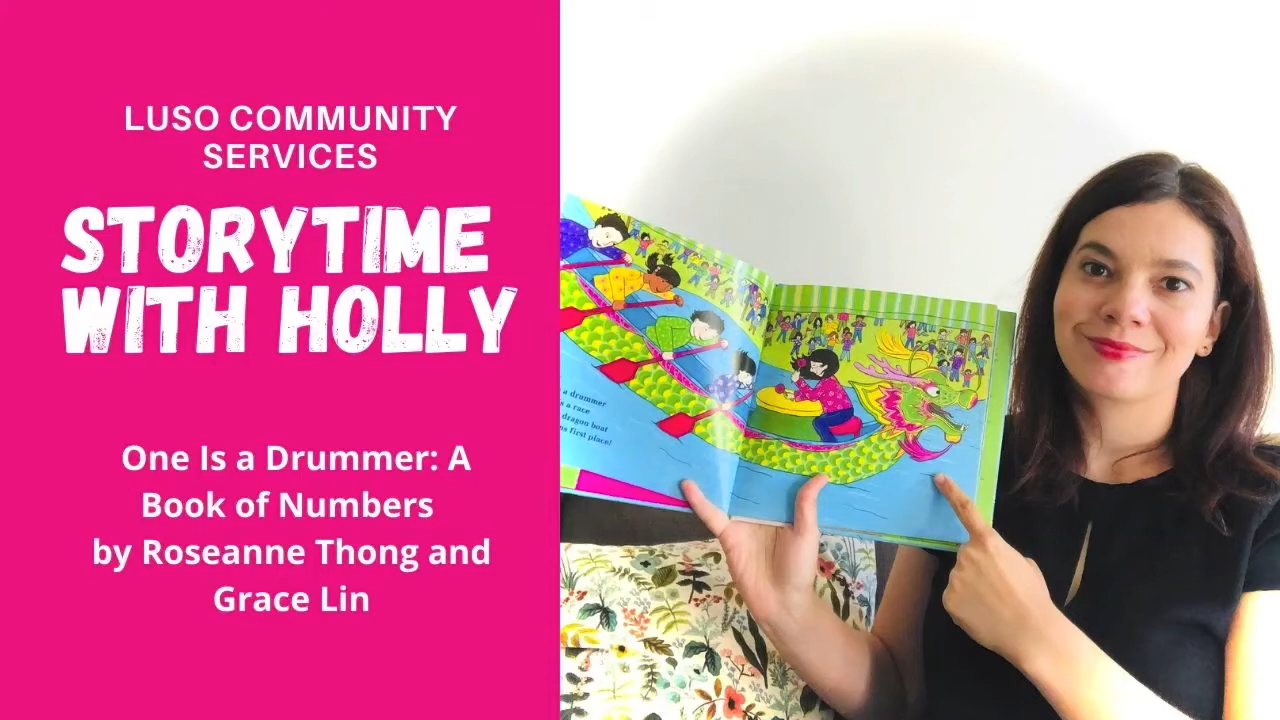 LUSO COMMUNITY
SERVICES
STORYTIME
WITH HOLLY
One Is a Drummer: A
Book of Numbers
by Roseanne Thong and
Grace Lin
a drummer
a race
dragon boat
first place!